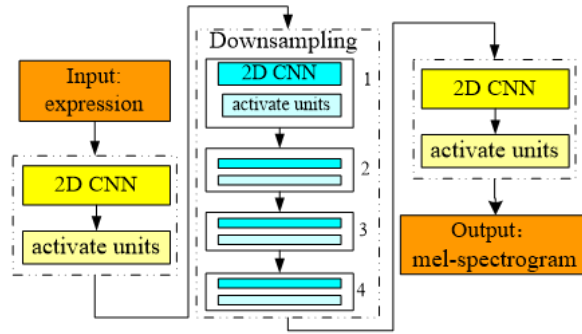 Input:
expression
2D CNN
activate units
Downsampling
2D CNN
1
activate units
2
3
4
2D CNN
activate units
Output:
mel-spectrogram